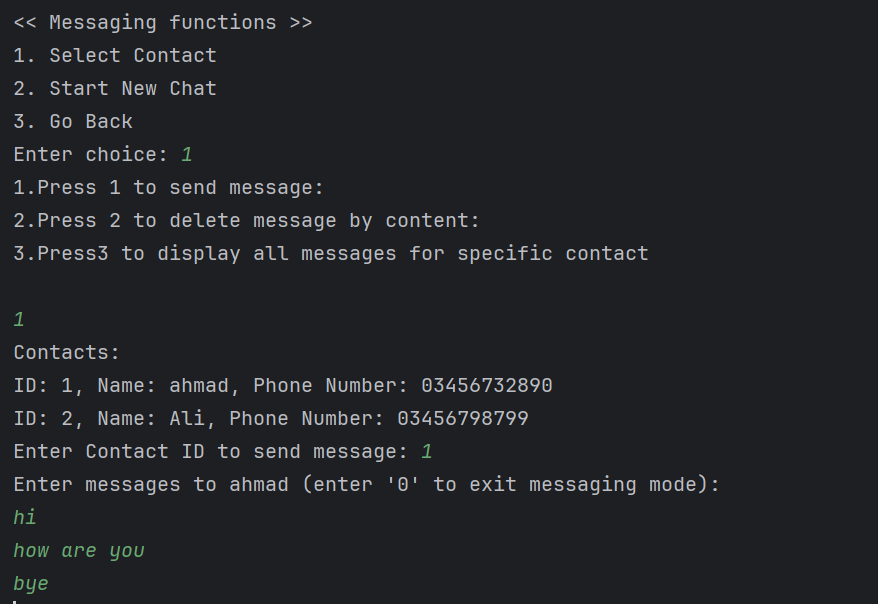 << Messaging functions >>
1. Select Contact
2. Start New Chat
3. Go Back
Enter choice: 1
1.Press 1 to send message:
2.Press 2 to delete message by content:
3.Press3 to display all messages for specific contact
1
Contacts:
ID: 1, Name: ahmad, Phone Number: 03456732890
ID: 2, Name: Ali, Phone Number: 03456798799
Enter Contact ID to send message: 1
Enter messages to ahmad (enter '0' to exit messaging mode):
hi
how are you
bye